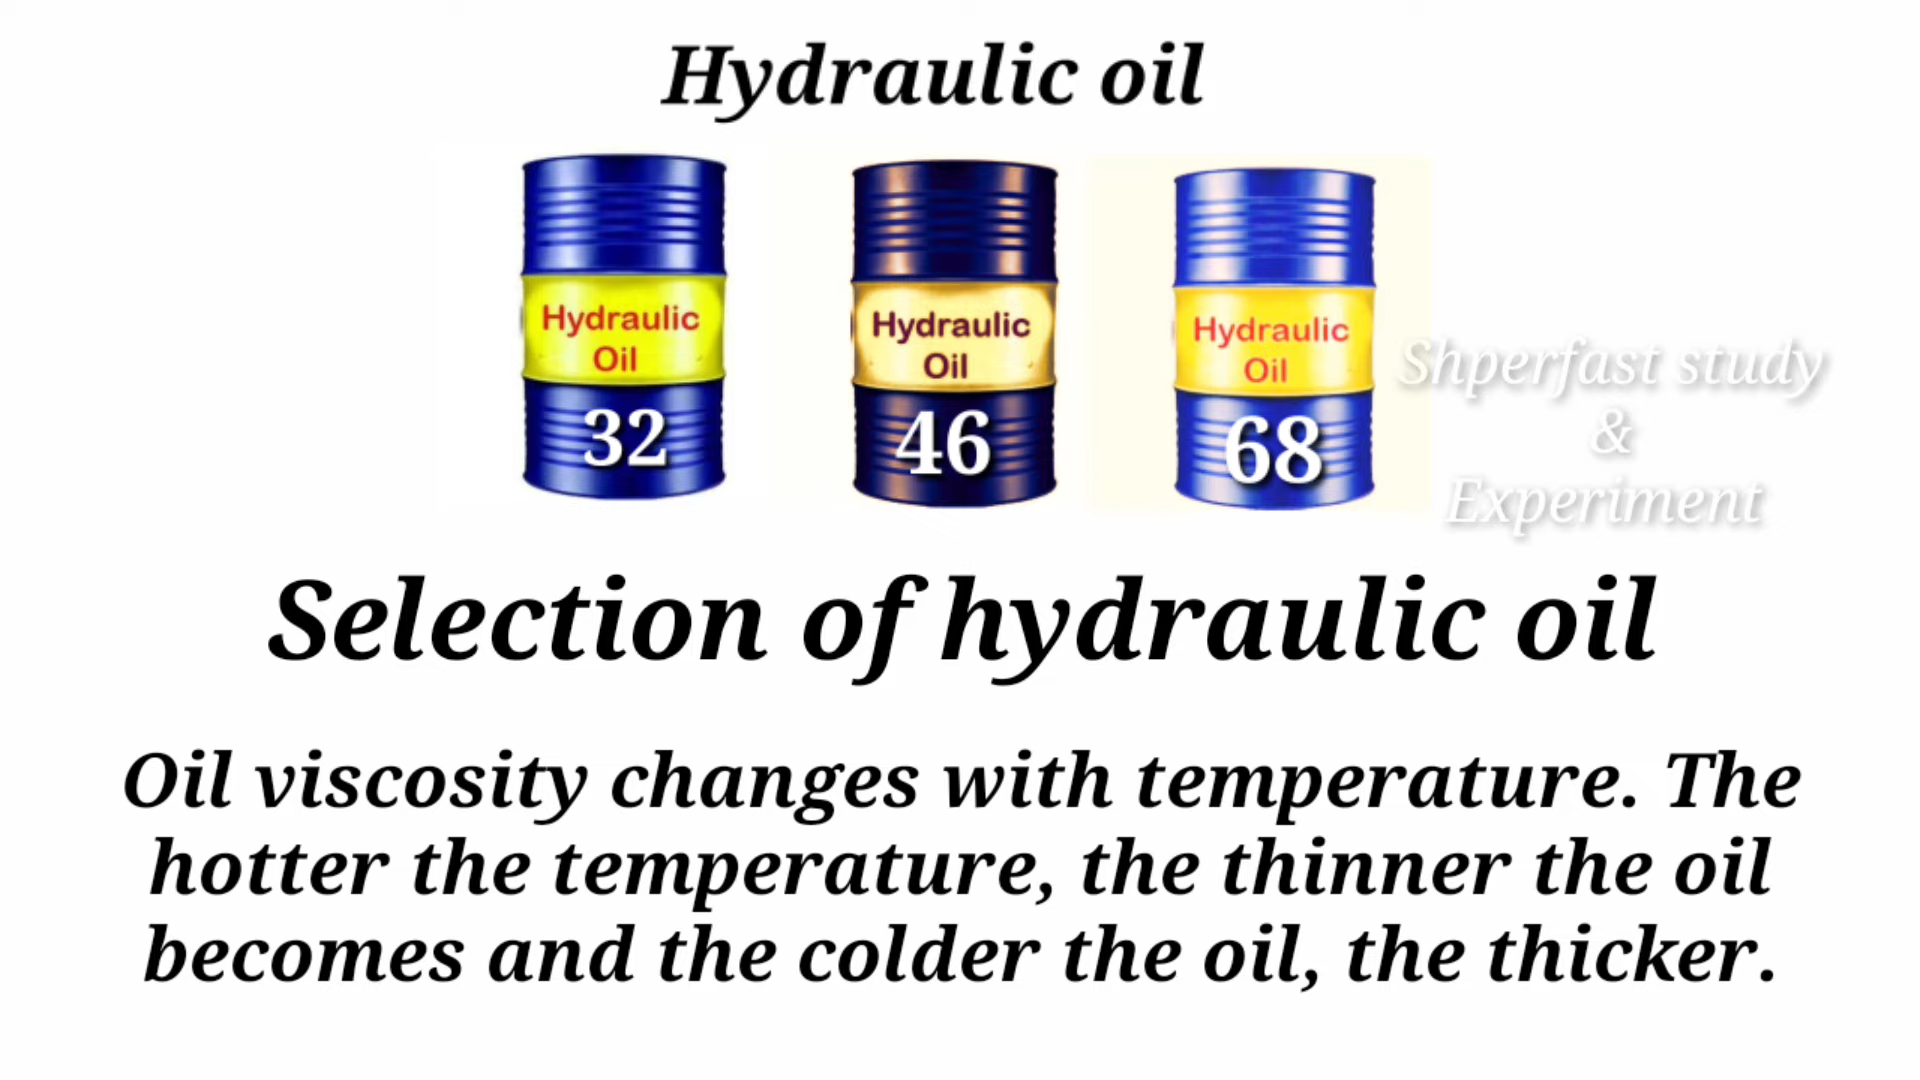 Hydraulic oil
Hydraulic
Oil
32
Hydraulic
Oil
46
Hydraulic
Oil
68
Shperfast study
&
Experiment
Selection of hydraulic oil
Oil viscosity changes with temperature. The
hotter the temperature, the thinner the oil
becomes and the colder the oil, the thicker.